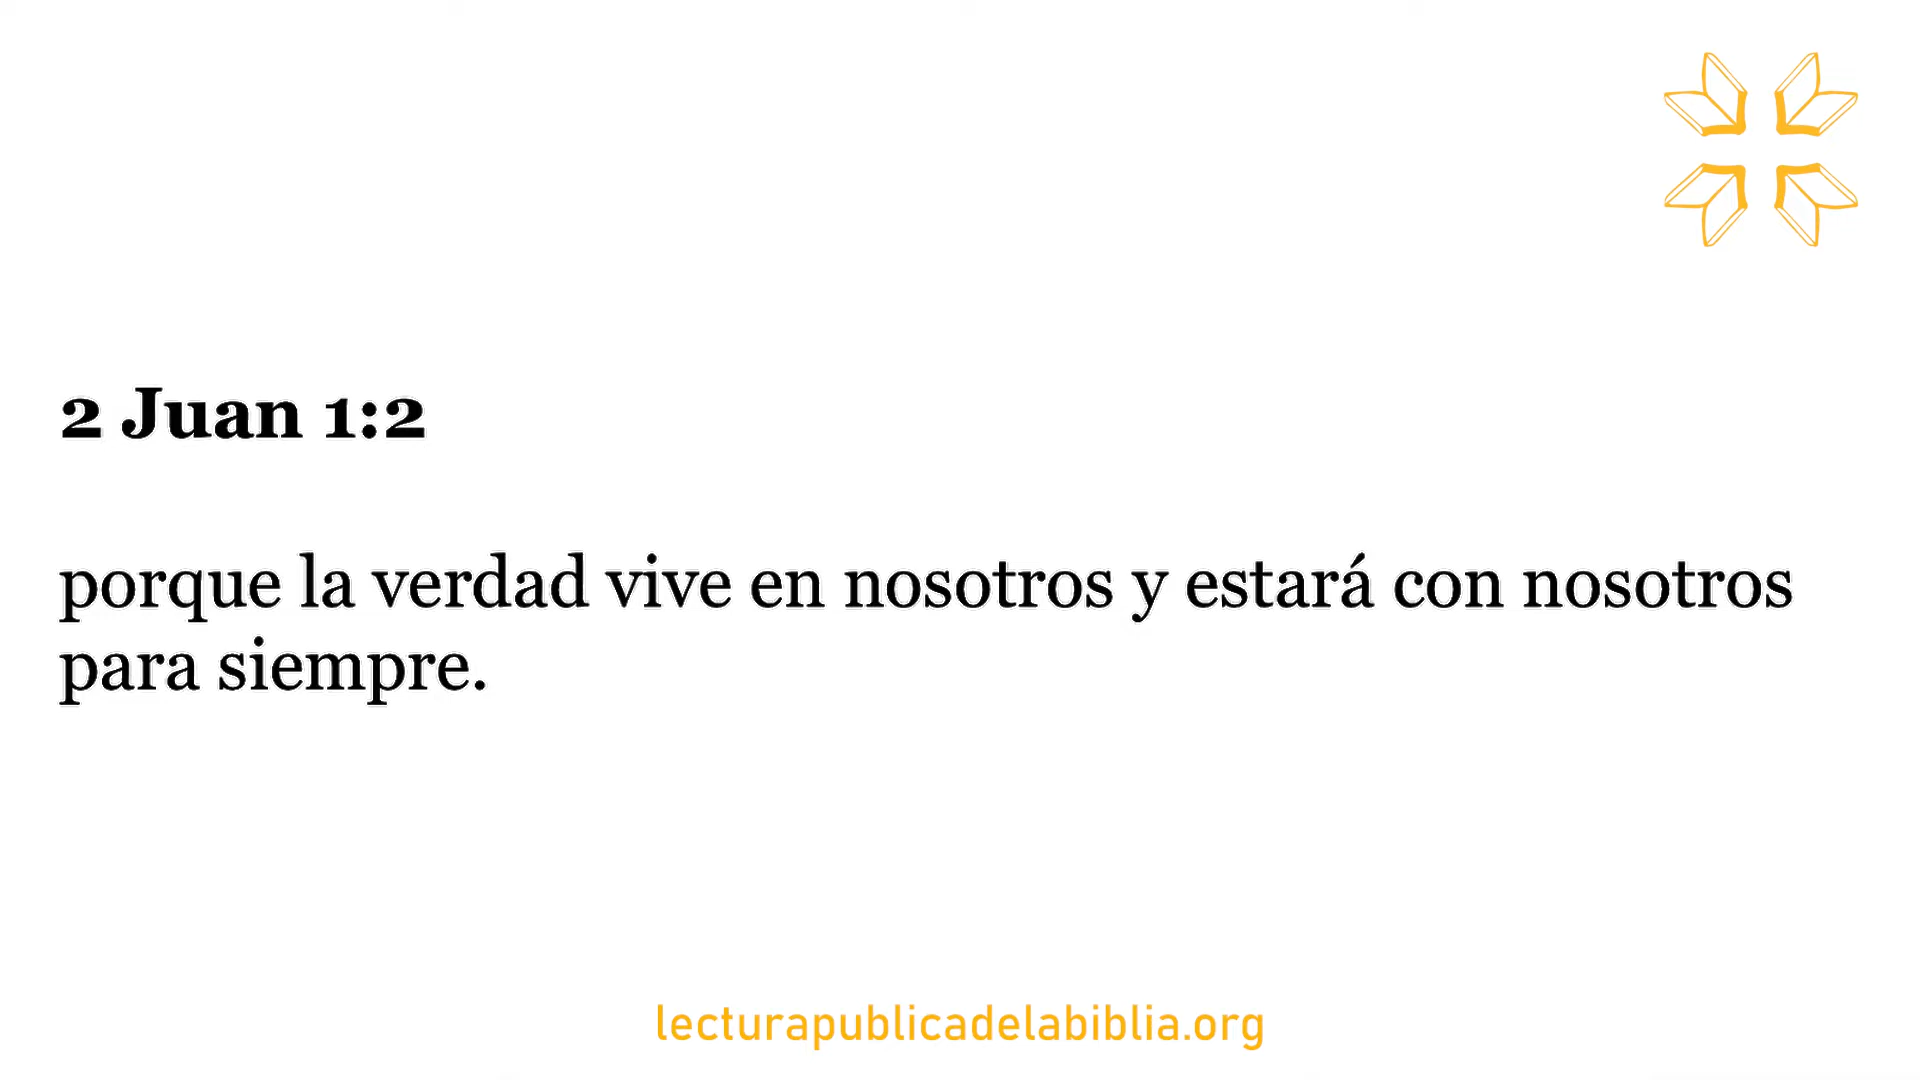 2 Juan 1:2
porque la verdad vive en nosotros y estará con nosotros
para siempre.
lecturapublicadelabiblia.org